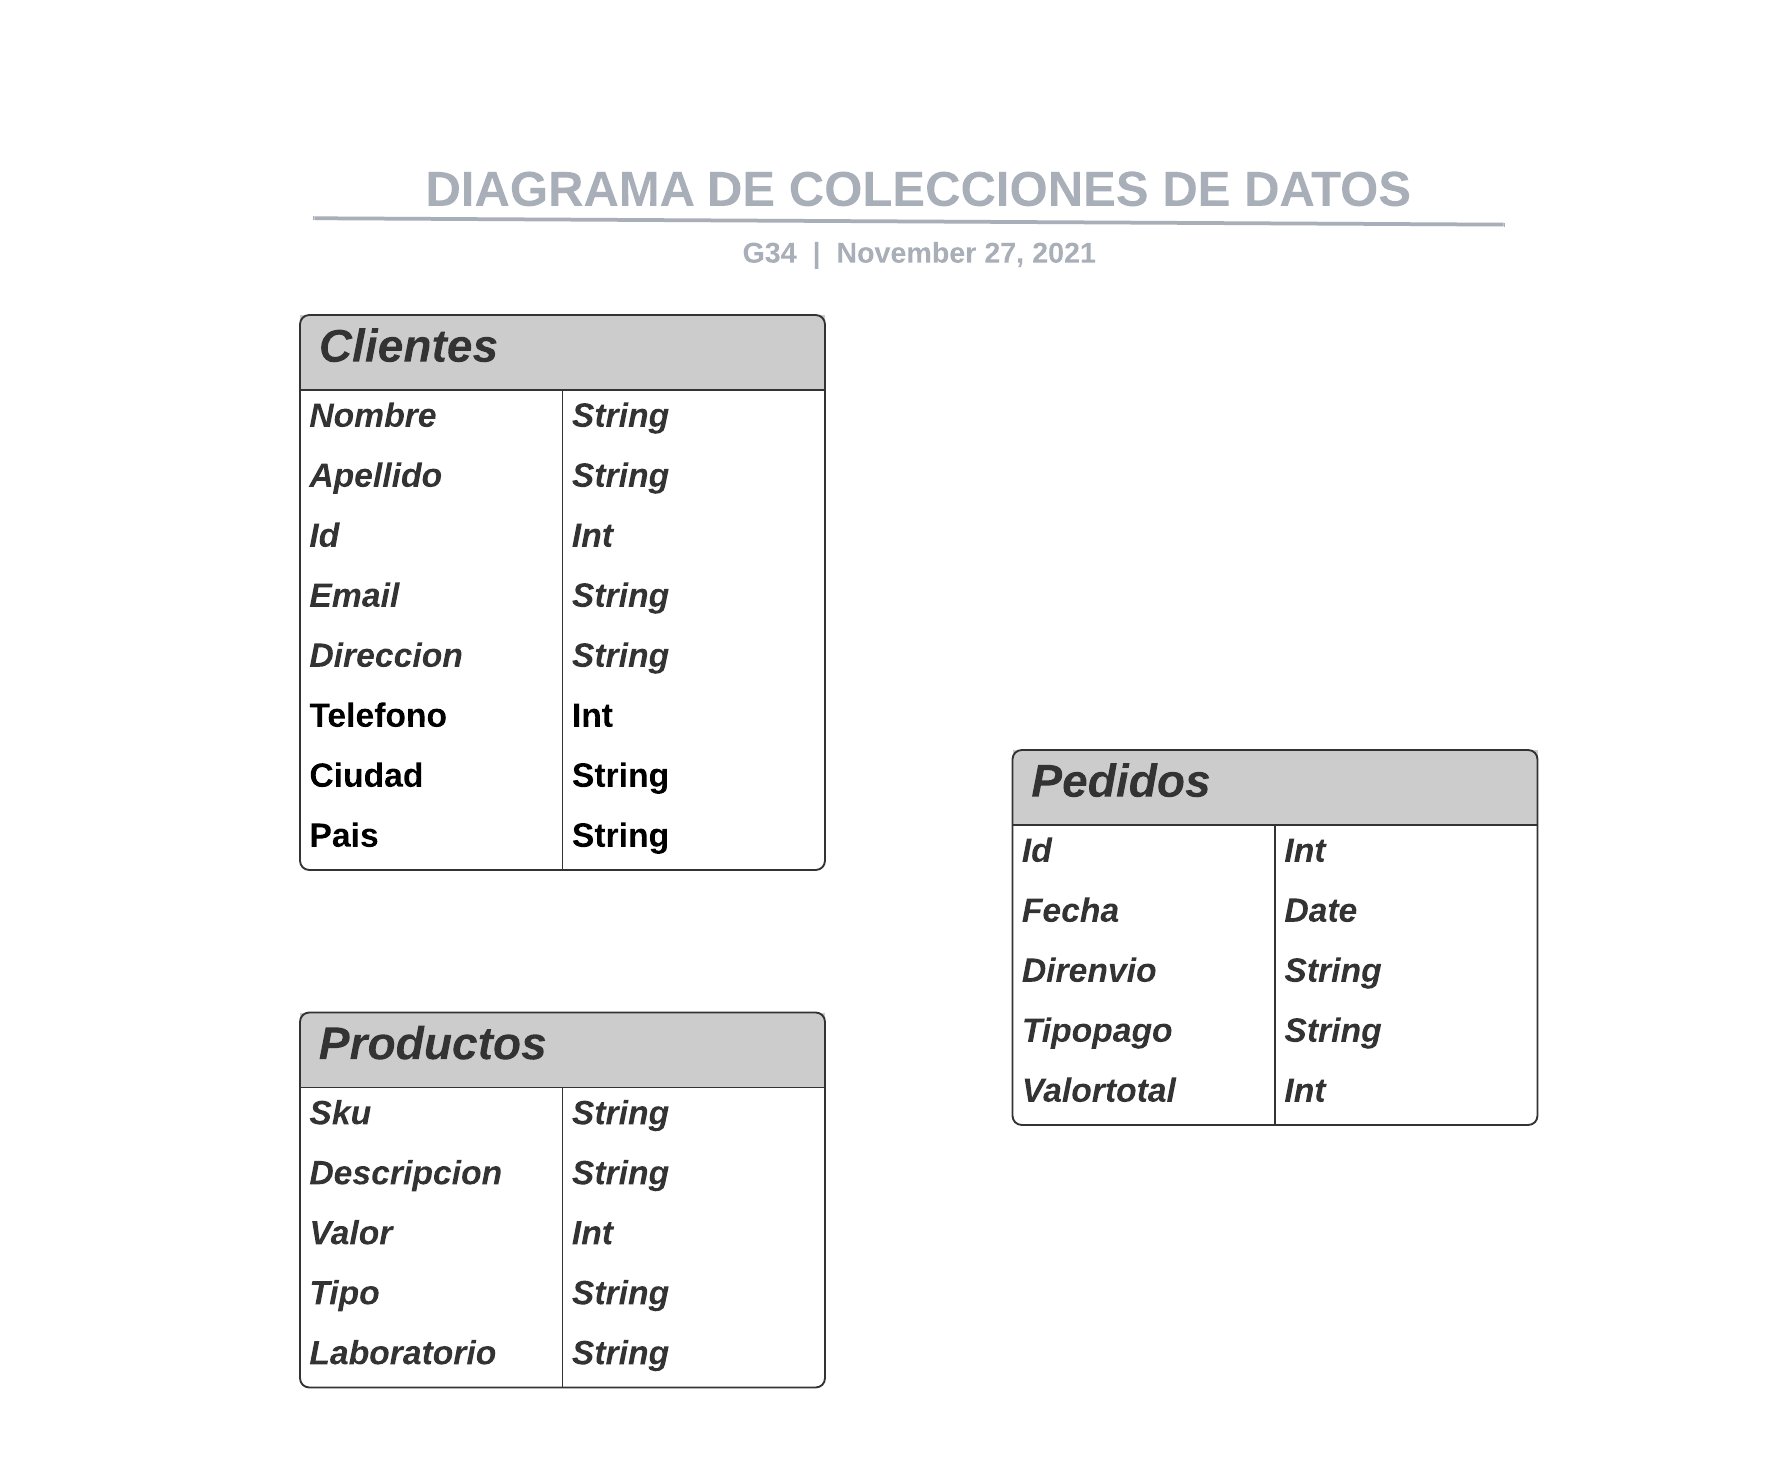 DIAGRAMA DE COLECCIONES DE DATOS
G34 | November 27, 2021
Clientes
Nombre String
Apellido String
Id Int
Email String
Direccion String
Telefono Int
Ciudad String
Pais String
Pedidos
Id Int
Fecha Date
Direnvio String
Tipopago String
Valortotal Int
Productos
Sku String
Descripcion String
Valor Int
Tipo String
Laboratorio String